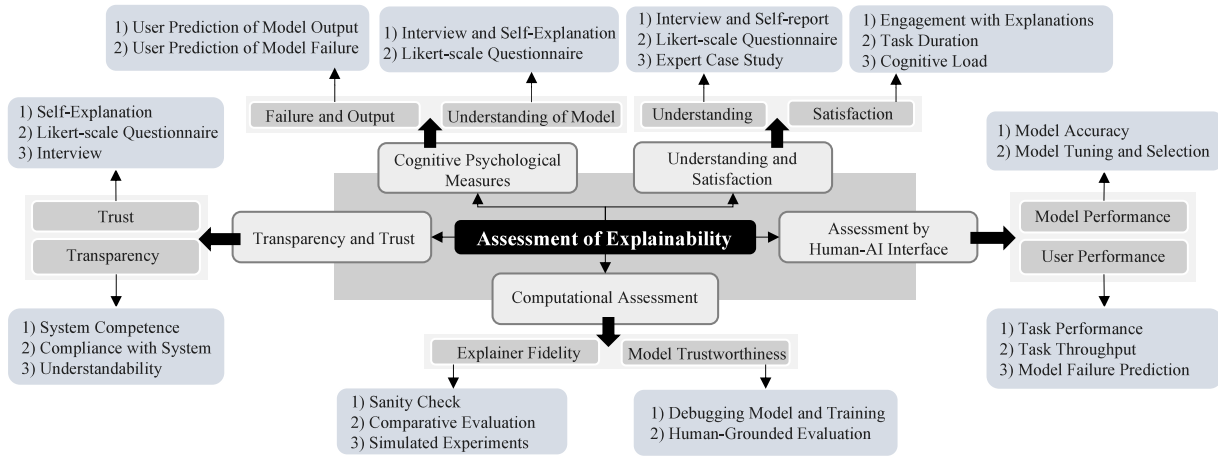 1) User Prediction of Model Output
2) User Prediction of Model Failure
1) Interview and Self-Explanation
2) Likert-scale Questionnaire
1) Interview and Self-report
2) Likert-scale Questionnaire
3) Expert Case Study
1) Engagement with Explanations
2) Task Duration
3) Cognitive Load
Failure and Output
Understanding of Model
Understanding
Satisfaction
1) Self-Explanation
2) Likert-scale Questionnaire
3) Interview
Cognitive Psychological
Measures
Understanding and
Satisfaction
1) Model Accuracy
2) Model Tuning and Selection
Trust
Transparency
Transparency and Trust
Assessment of Explainability
Assessment by
Human-AI Interface
Model Performance
User Performance
Computational Assessment
1) System Competence
2) Compliance with System
3) Understandability
Explainer Fidelity
Model Trustworthiness
1) Task Performance
2) Task Throughput
3) Model Failure Prediction
1) Sanity Check
2) Comparative Evaluation
3) Simulated Experiments
1) Debugging Model and Training
2) Human-Grounded Evaluation